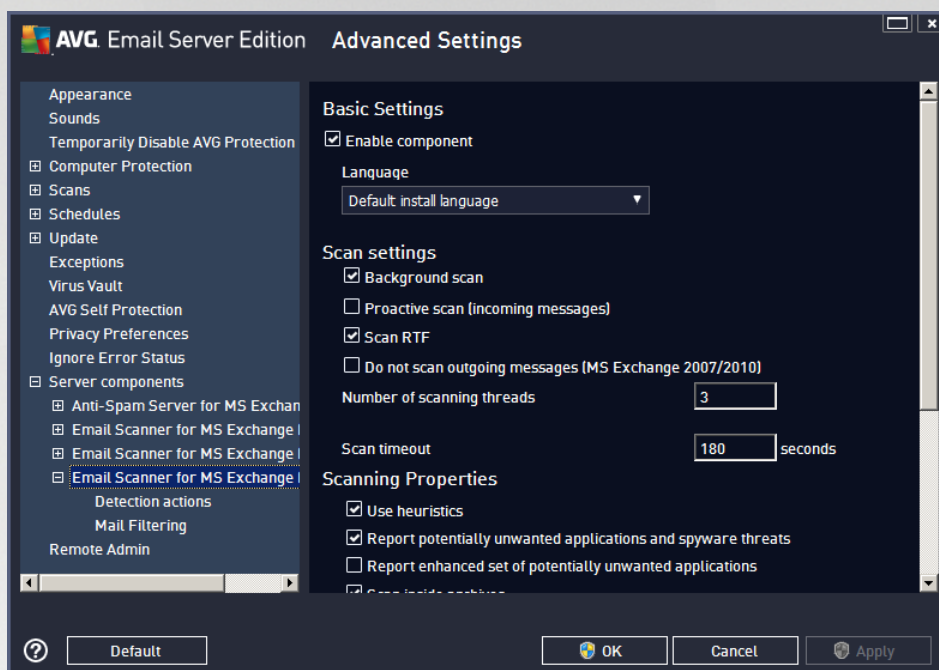 AVG. Email Server Edition Advanced Settings
Appearance
Sounds
Temporarily Disable AVG Protection
Computer Protection
Scans
Schedules
Update
Exceptions
Virus Vault
AVG Self Protection
Privacy Preferences
Ignore Error Status
Server components
Anti-Spam Server for MS Exchan
Email Scanner for MS Exchange
Email Scanner for MS Exchange
Email Scanner for MS Exchange
Detection actions
Mail Filtering
Remote Admin
Basic Settings
Enable component
Language
Default install language
Scan settings
Background scan
Proactive scan (incoming messages)
Scan RTF
Do not scan outgoing messages (MS Exchange 2007/2010)
Number of scanning threads 3
Scan timeout 180 seconds
Scanning Properties
Use heuristics
Report potentially unwanted applications and spyware threats
Report enhanced set of potentially unwanted applications
Scan inside archives
Default
OK
Cancel
Apply